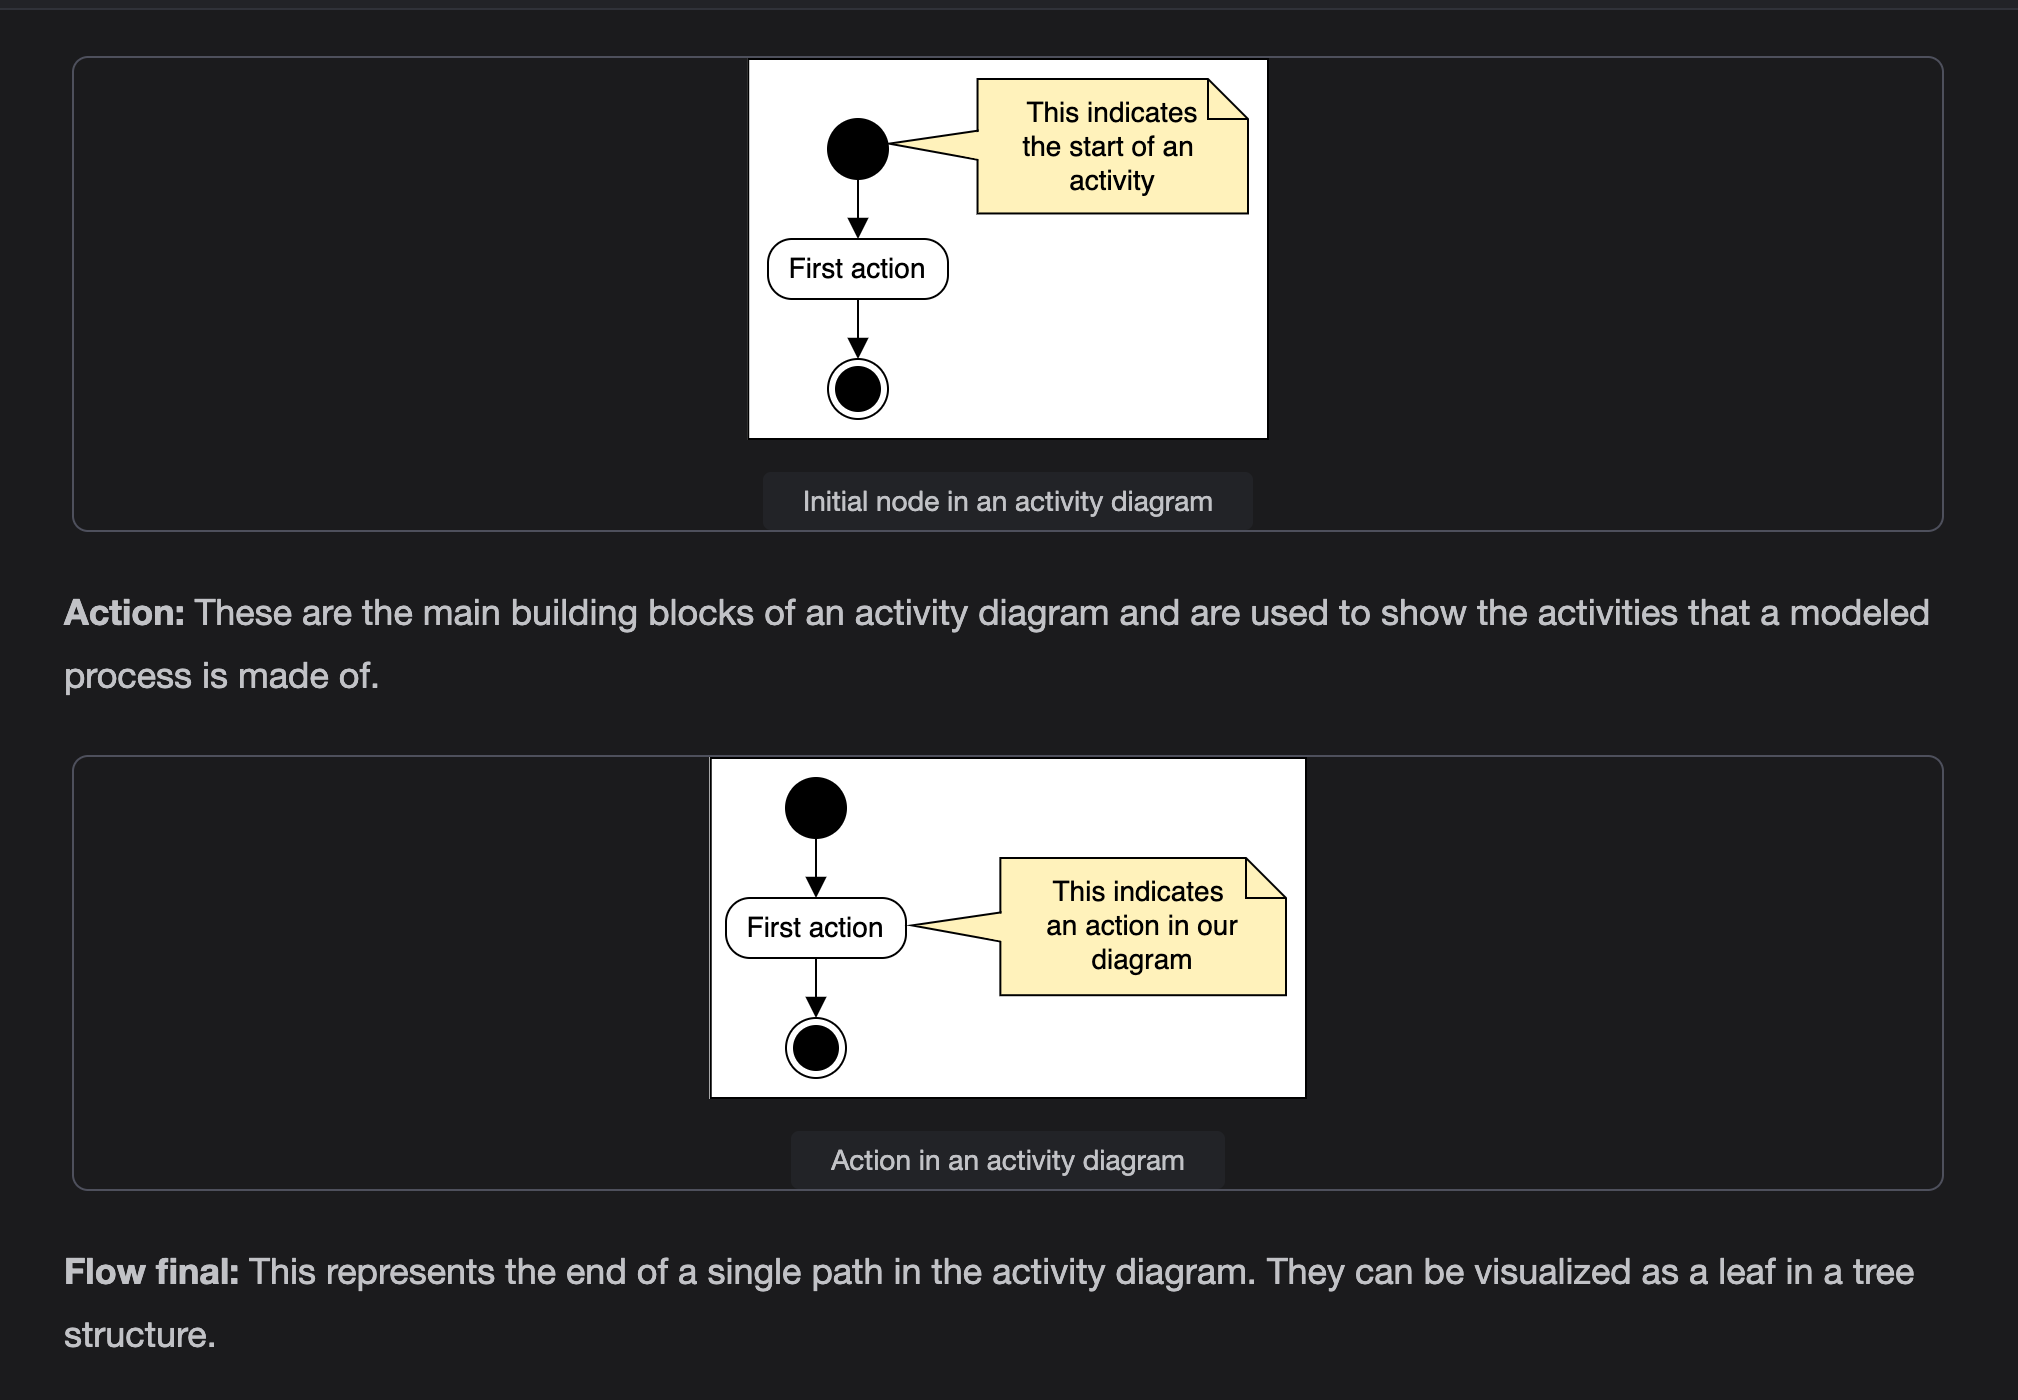 This indicates
the start of an
activity
First action
Initial node in an activity diagram
Action: These are the main building blocks of an activity diagram and are used to show the activities that a modeled
process is made of.
This indicates
an action in our
diagram
First action
Action in an activity diagram
Flow final: This represents the end of a single path in the activity diagram. They can be visualized as a leaf in a tree
structure.